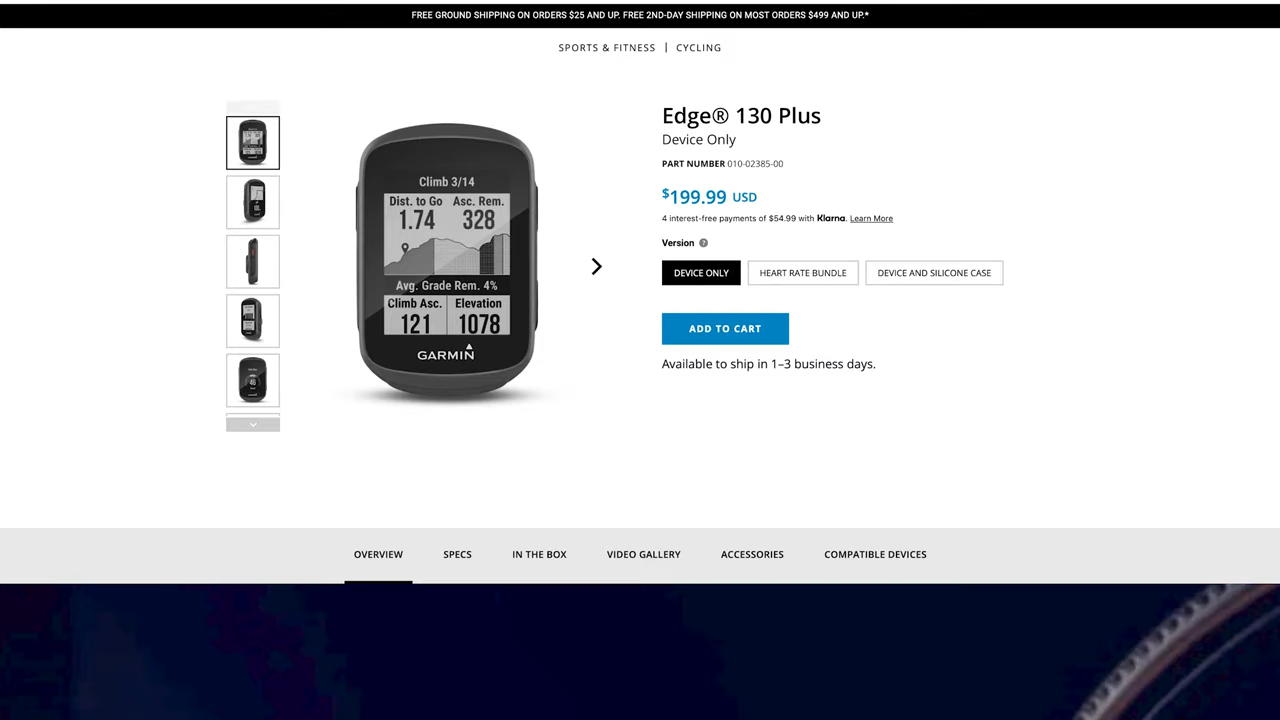 FREE GROUND SHIPPING ON ORDERS $25 AND UP. FREE 2ND-DAY SHIPPING ON MOST ORDERS $499 AND UP.*
SPORTS & FITNESS | CYCLING
Edge® 130 Plus
Device Only
PART NUMBER 010-02385-00
$199.99 USD
4 interest-free payments of $54.99 with Klarna. Learn More
Version ?
DEVICE ONLY HEART RATE BUNDLE DEVICE AND SILICONE CASE
ADD TO CART
Available to ship in 1–3 business days.
Climb 3/14
Dist. to Go Asc. Rem.
1.74 328
Avg. Grade Rem. 4%
Climb Asc. Elevation
121 1078
GARMIN
OVERVIEW SPECS IN THE BOX VIDEO GALLERY ACCESSORIES COMPATIBLE DEVICES